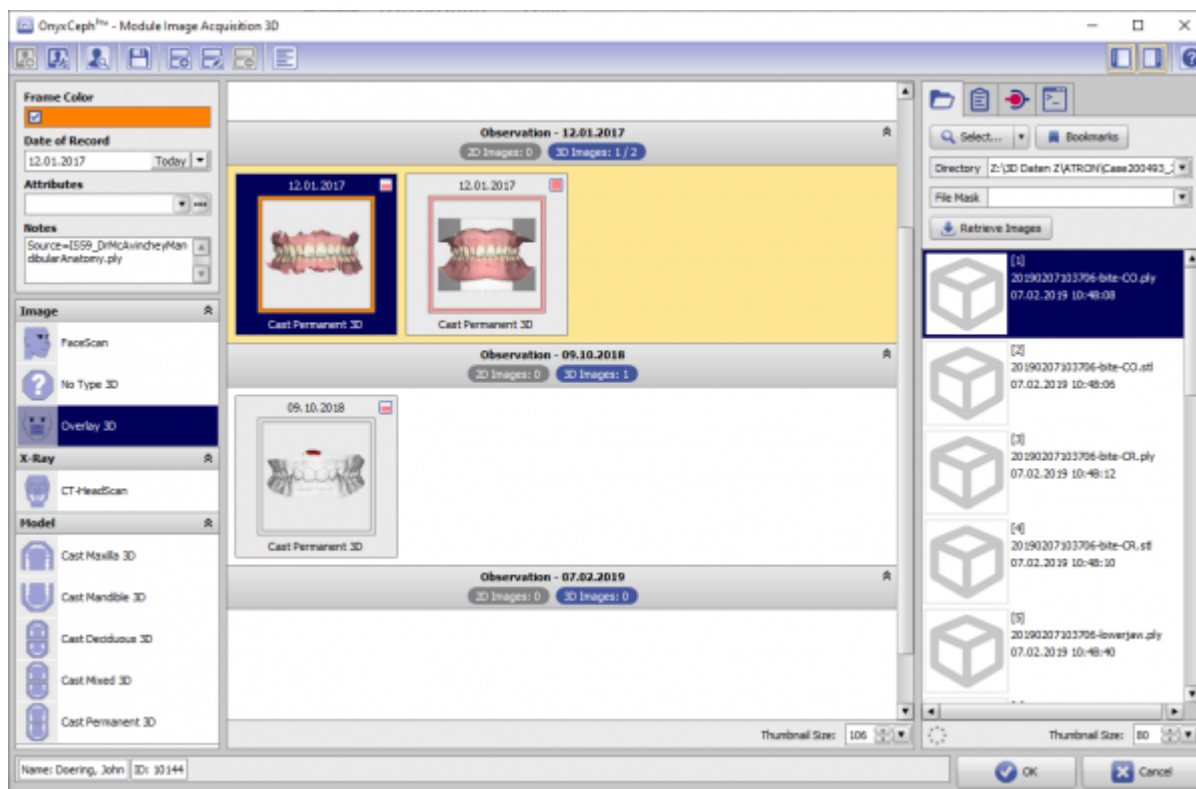 OnyxCeph³™ - Module Image Acquisition 3D
Frame Color
Date of Record
12.01.2017 Today
Attributes
Notes
Source=ISS9_DrMcAvincheyMan
dibularAnatomy.ply
Image
FaceScan
No Type 3D
Overlay 3D
X-Ray
CT-HeadScan
Model
Cast Maxilla 3D
Cast Mandible 3D
Cast Deciduous 3D
Cast Mixed 3D
Cast Permanent 3D
Observation - 12.01.2017
2D Images: 0 3D Images: 1 / 2
12.01.2017 12.01.2017
Cast Permanent 3D Cast Permanent 3D
Observation - 09.10.2018
2D Images: 0 3D Images: 1
09.10.2018
Cast Permanent 3D
Observation - 07.02.2019
2D Images: 0 3D Images: 0
Thumbnail Size: 106
Select... Bookmarks
Directory Z:\3D Daten Z\ATRON\Case200493_
File Mask
Retrieve Images
[1]
20190207103706-bite-CO.ply
07.02.2019 10:48:08
[2]
20190207103706-bite-CO.stl
07.02.2019 10:48:06
[3]
20190207103706-bite-CR.ply
07.02.2019 10:48:12
[4]
20190207103706-bite-CR.stl
07.02.2019 10:48:10
[5]
20190207103706-lowerjaw.ply
07.02.2019 10:48:40
Thumbnail Size: 80
Name: Doering, John ID: 10144
OK Cancel